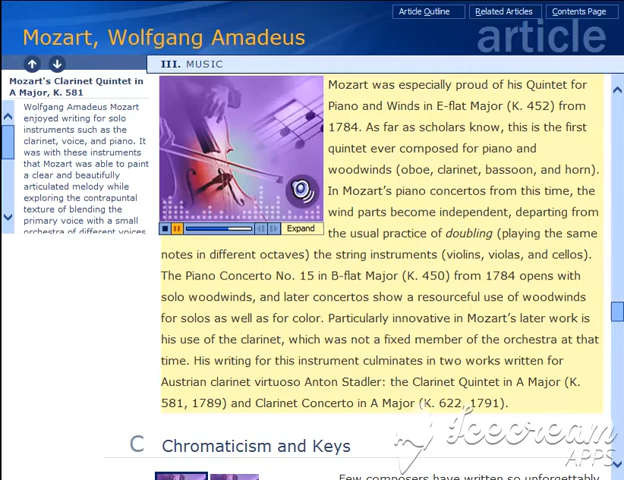 Article Outline
Related Articles
Contents Page
Mozart, Wolfgang Amadeus
article
III. MUSIC
Mozart's Clarinet Quintet in
A Major, K. 581
Wolfgang Amadeus Mozart
enjoyed writing for solo
instruments such as the
clarinet, voice, and piano. It
was with these instruments
that Mozart was able to paint
a clear and beautifully
articulated melody while
exploring the contrapuntal
texture of blending the
primary voice with a small
orchestra of different voices
Expand
Mozart was especially proud of his Quintet for
Piano and Winds in E-flat Major (K. 452) from
1784. As far as scholars know, this is the first
quintet ever composed for piano and
woodwinds (oboe, clarinet, bassoon, and horn).
In Mozart's piano concertos from this time, the
wind parts become independent, departing from
the usual practice of doubling (playing the same
notes in different octaves) the string instruments (violins, violas, and cellos).
The Piano Concerto No. 15 in B-flat Major (K. 450) from 1784 opens with
solo woodwinds, and later concertos show a resourceful use of woodwinds
for solos as well as for color. Particularly innovative in Mozart's later work is
his use of the clarinet, which was not a fixed member of the orchestra at that
time. His writing for this instrument culminates in two works written for
Austrian clarinet virtuoso Anton Stadler: the Clarinet Quintet in A Major (K.
581, 1789) and Clarinet Concerto in A Major (K. 622, 1791).
C Chromaticism and Keys
Few composers have written so unforgettably
Icecream
APPS